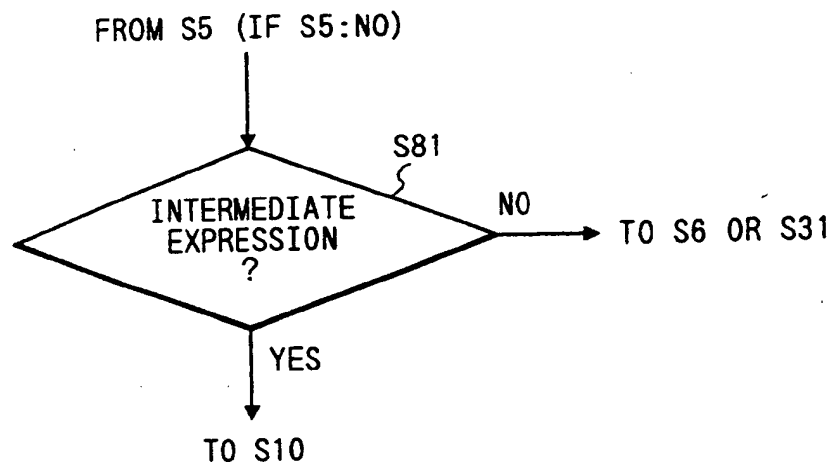 FROM S5 (IF S5:NO)
S81
INTERMEDIATE
EXPRESSION
?
NO
TO S6 OR S31
YES
TO S10